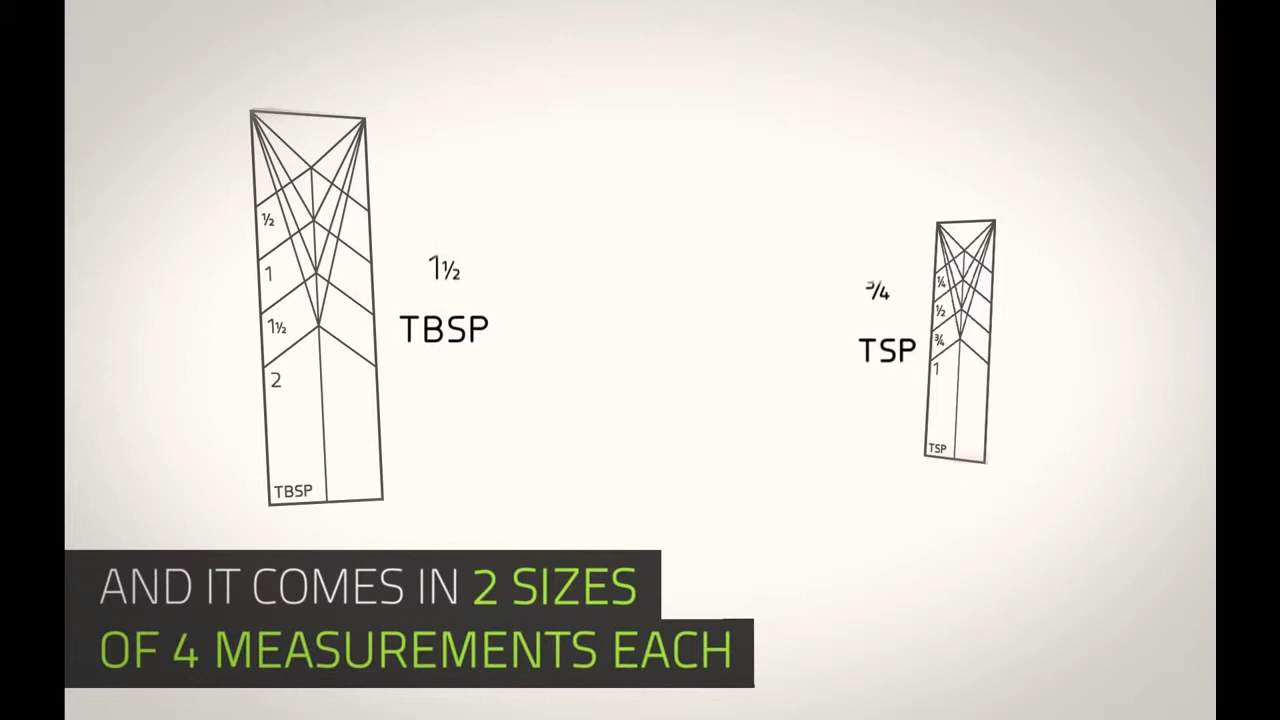 ½
1
1½
2
TBSP
1½
TBSP
¾
TSP
¼
½
¾
1
TSP
AND IT COMES IN 2 SIZES
OF 4 MEASUREMENTS EACH